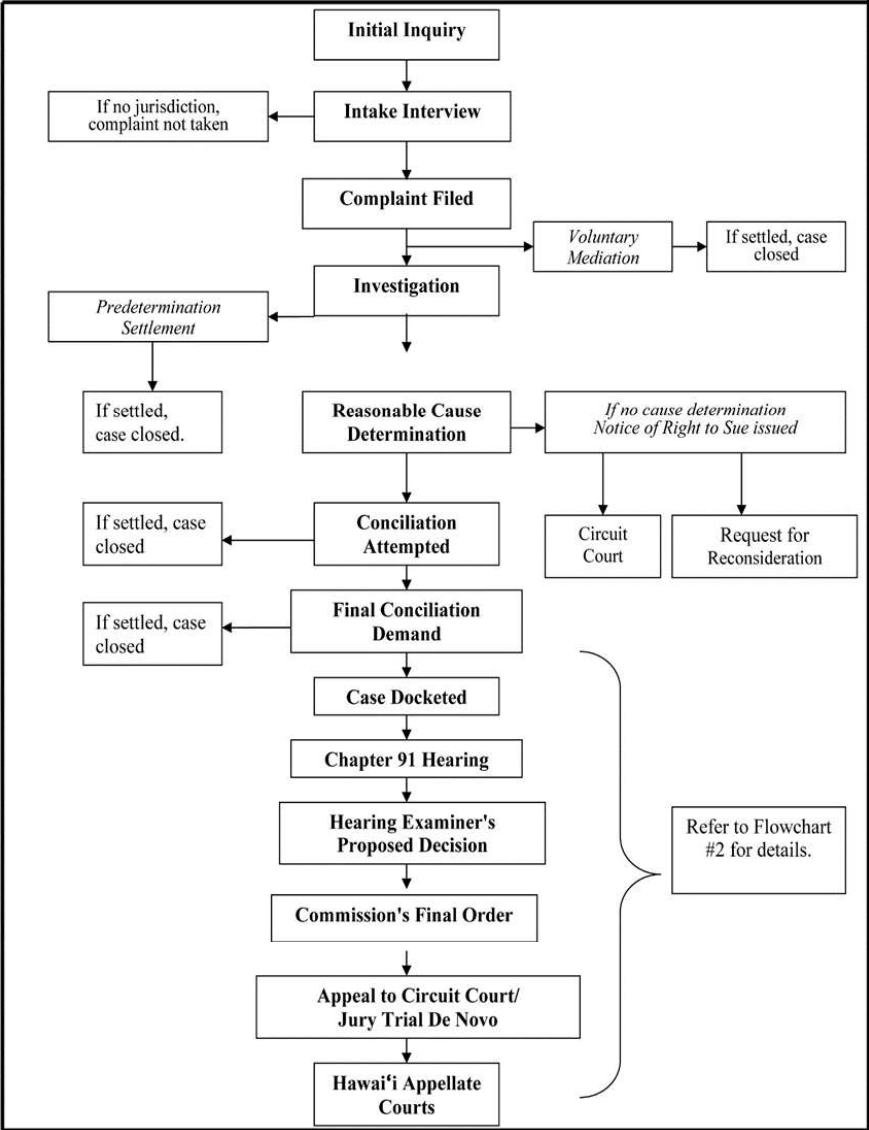 Initial Inquiry
If no jurisdiction,
complaint not taken
Intake Interview
Complaint Filed
Voluntary
Mediation
If settled, case
closed
Investigation
Predetermination
Settlement
If settled,
case closed.
Reasonable Cause
Determination
If no cause determination
Notice of Right to Sue issued
If settled, case
closed
Conciliation
Attempted
Circuit
Court
Request for
Reconsideration
If settled, case
closed
Final Conciliation
Demand
Case Docketed
Chapter 91 Hearing
Hearing Examiner's
Proposed Decision
Refer to Flowchart
#2 for details.
Commission's Final Order
Appeal to Circuit Court/
Jury Trial De Novo
Hawaiʻi Appellate
Courts